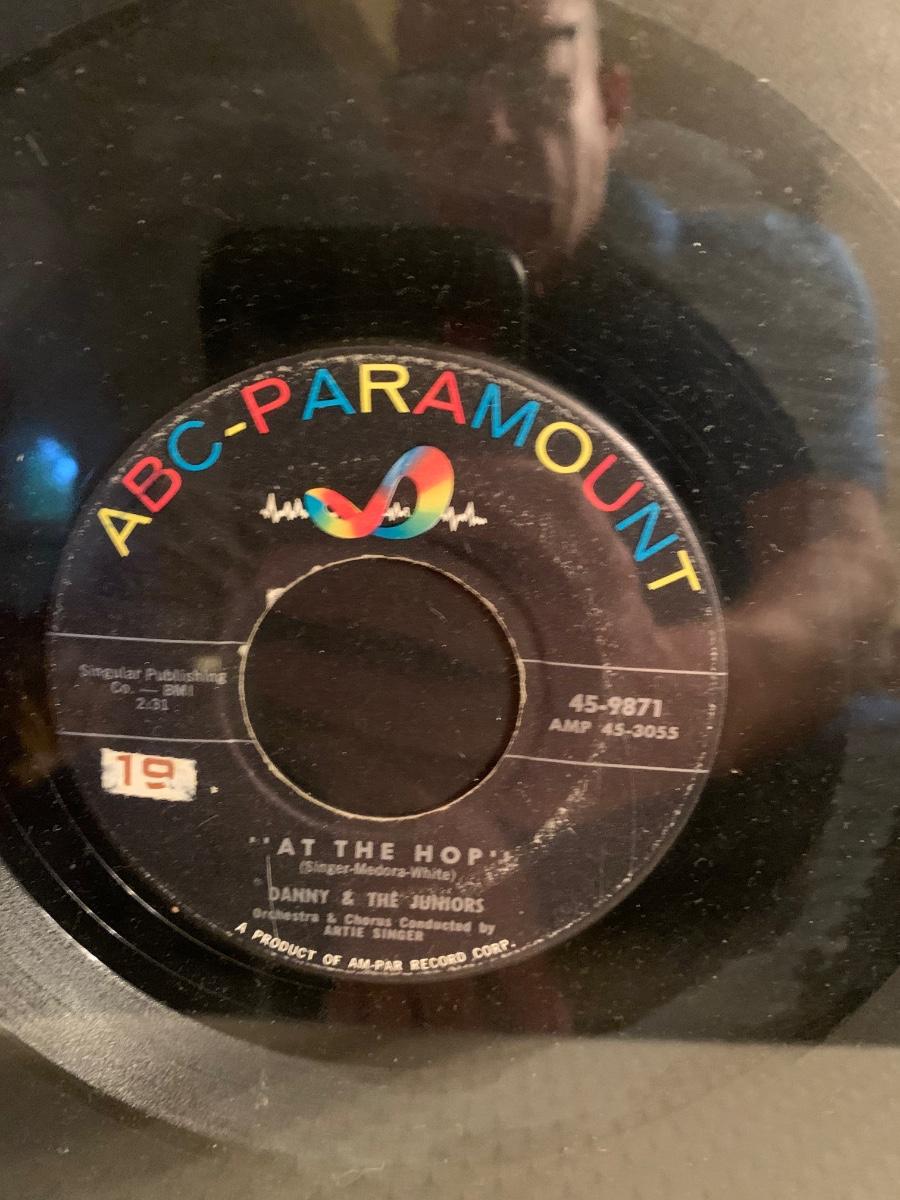 ABC-PARAMOUNT
Singular Publishing
Co. — BMI
2:31
45-9871
AMP 45-3055
19
"AT THE HOP"
(Singer-Medora-White)
DANNY & THE JUNIORS
Orchestra & Chorus Conducted by
ARTIE SINGER
A PRODUCT OF AM-PAR RECORD CORP.